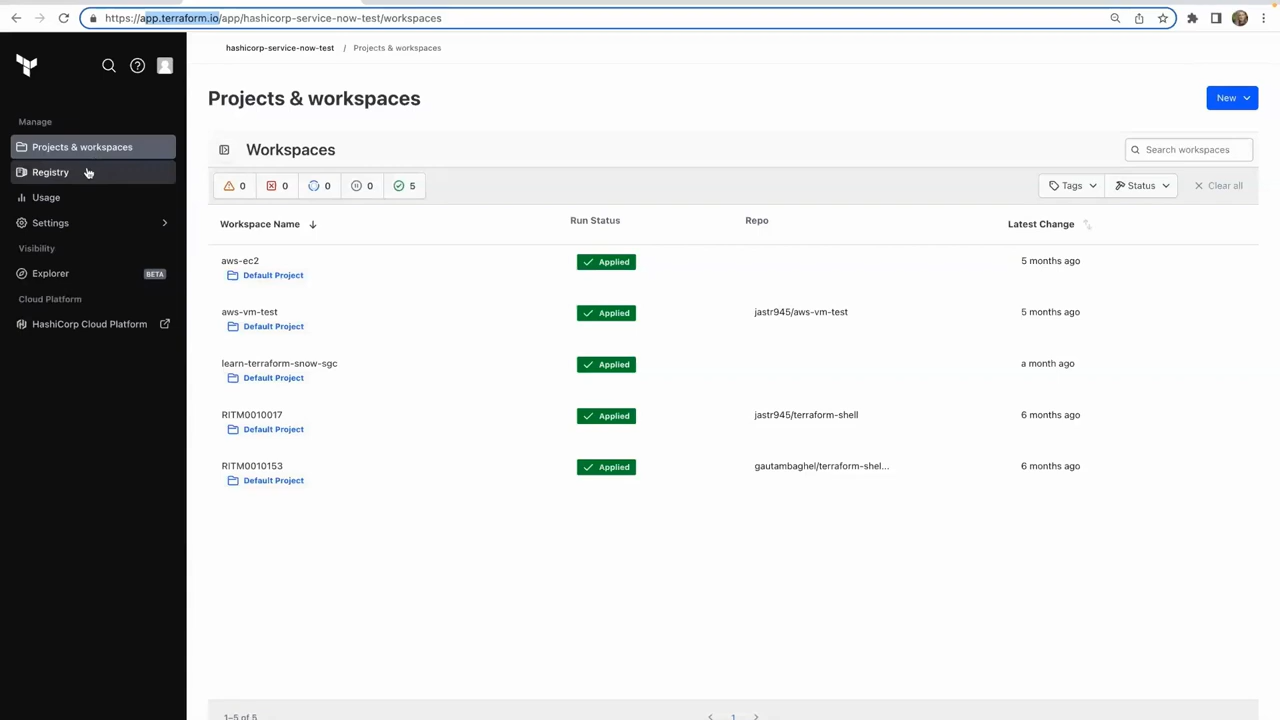 https://app.terraform.io/app/hashicorp-service-now-test/workspaces
hashicorp-service-now-test / Projects & workspaces
Manage
Projects & workspaces
Registry
Usage
Settings
Visibility
Explorer BETA
Cloud Platform
HashiCorp Cloud Platform
Projects & workspaces
New
Workspaces
Search workspaces
0 0 0 0 5
Tags Status Clear all
Workspace Name Run Status Repo Latest Change
aws-ec2 Applied 5 months ago
Default Project
aws-vm-test Applied jastr945/aws-vm-test 5 months ago
Default Project
learn-terraform-snow-sgc Applied a month ago
Default Project
RITM0010017 Applied jastr945/terraform-shell 6 months ago
Default Project
RITM0010153 Applied gautambaghel/terraform-shel... 6 months ago
Default Project
1–5 of 5 1